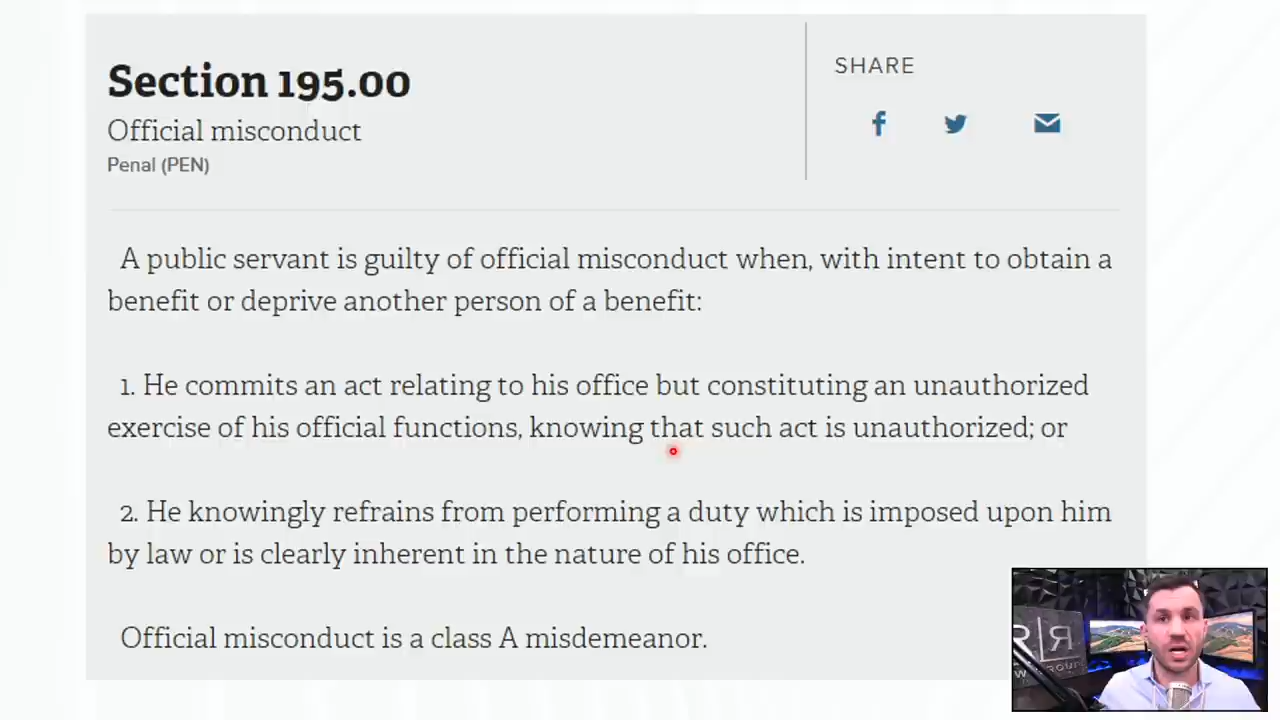 Section 195.00
Official misconduct
Penal (PEN)
SHARE
A public servant is guilty of official misconduct when, with intent to obtain a
benefit or deprive another person of a benefit:
1. He commits an act relating to his office but constituting an unauthorized
exercise of his official functions, knowing that such act is unauthorized; or
2. He knowingly refrains from performing a duty which is imposed upon him
by law or is clearly inherent in the nature of his office.
Official misconduct is a class A misdemeanor.